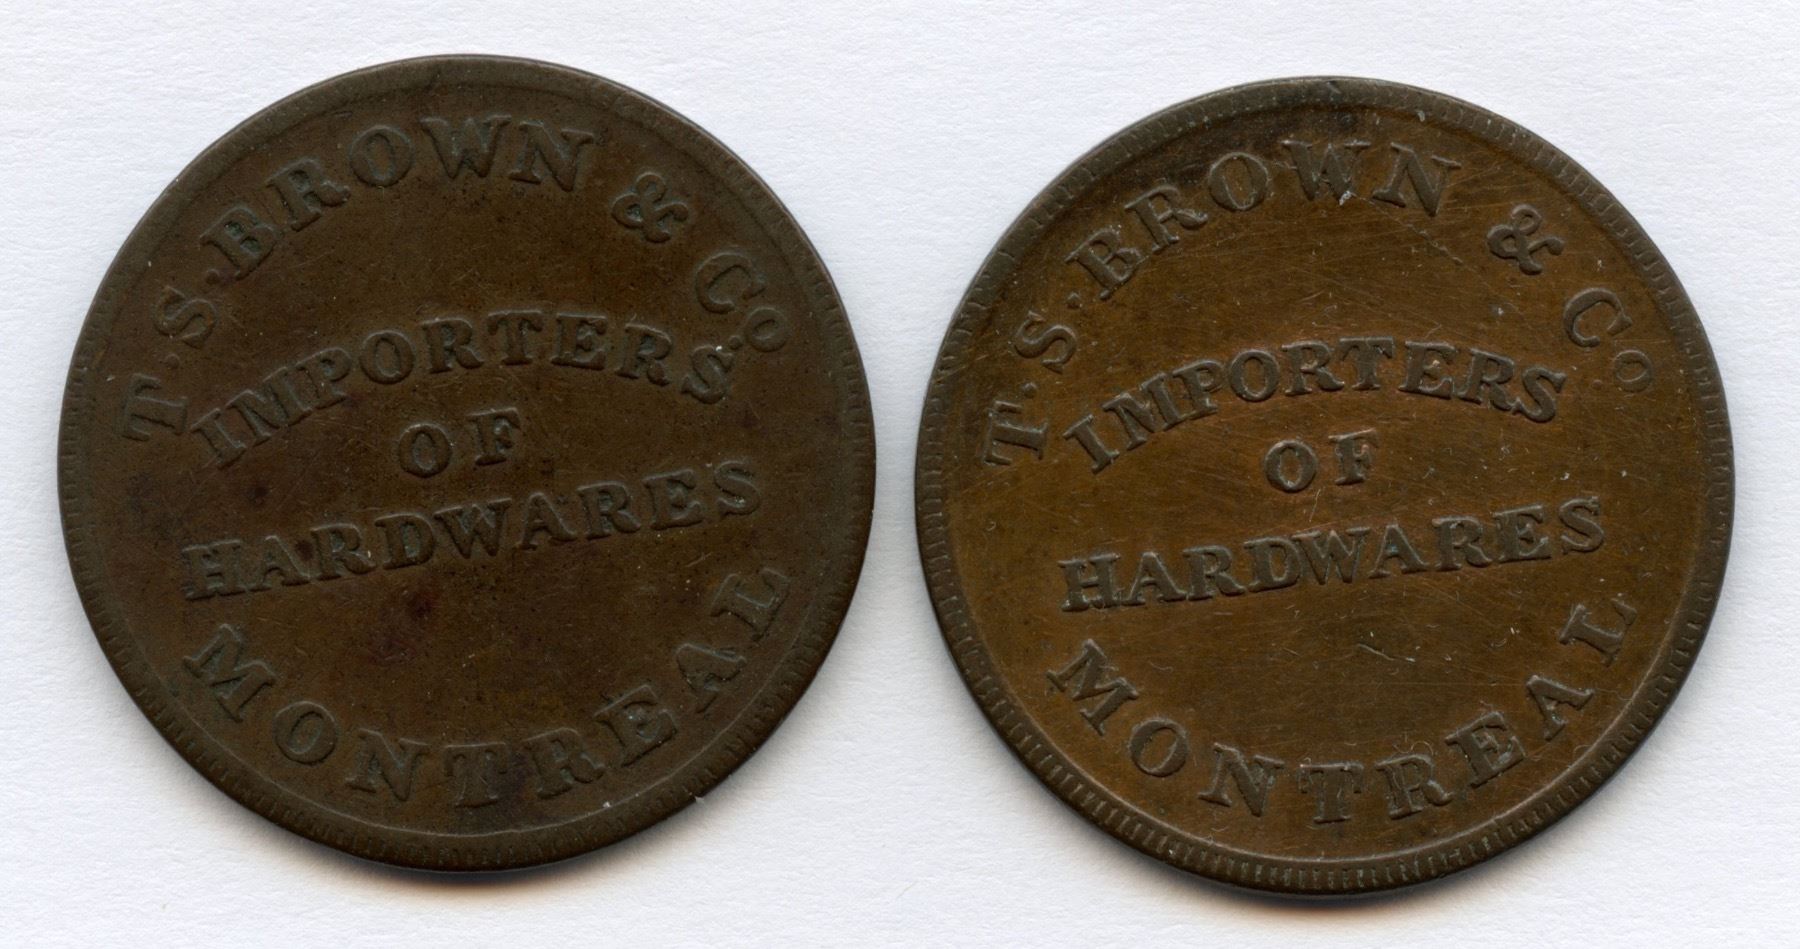 T. S. BROWN & Co.
IMPORTERS
OF
HARDWARES
MONTREAL
T. S. BROWN & Co
IMPORTERS
OF
HARDWARES
MONTREAL